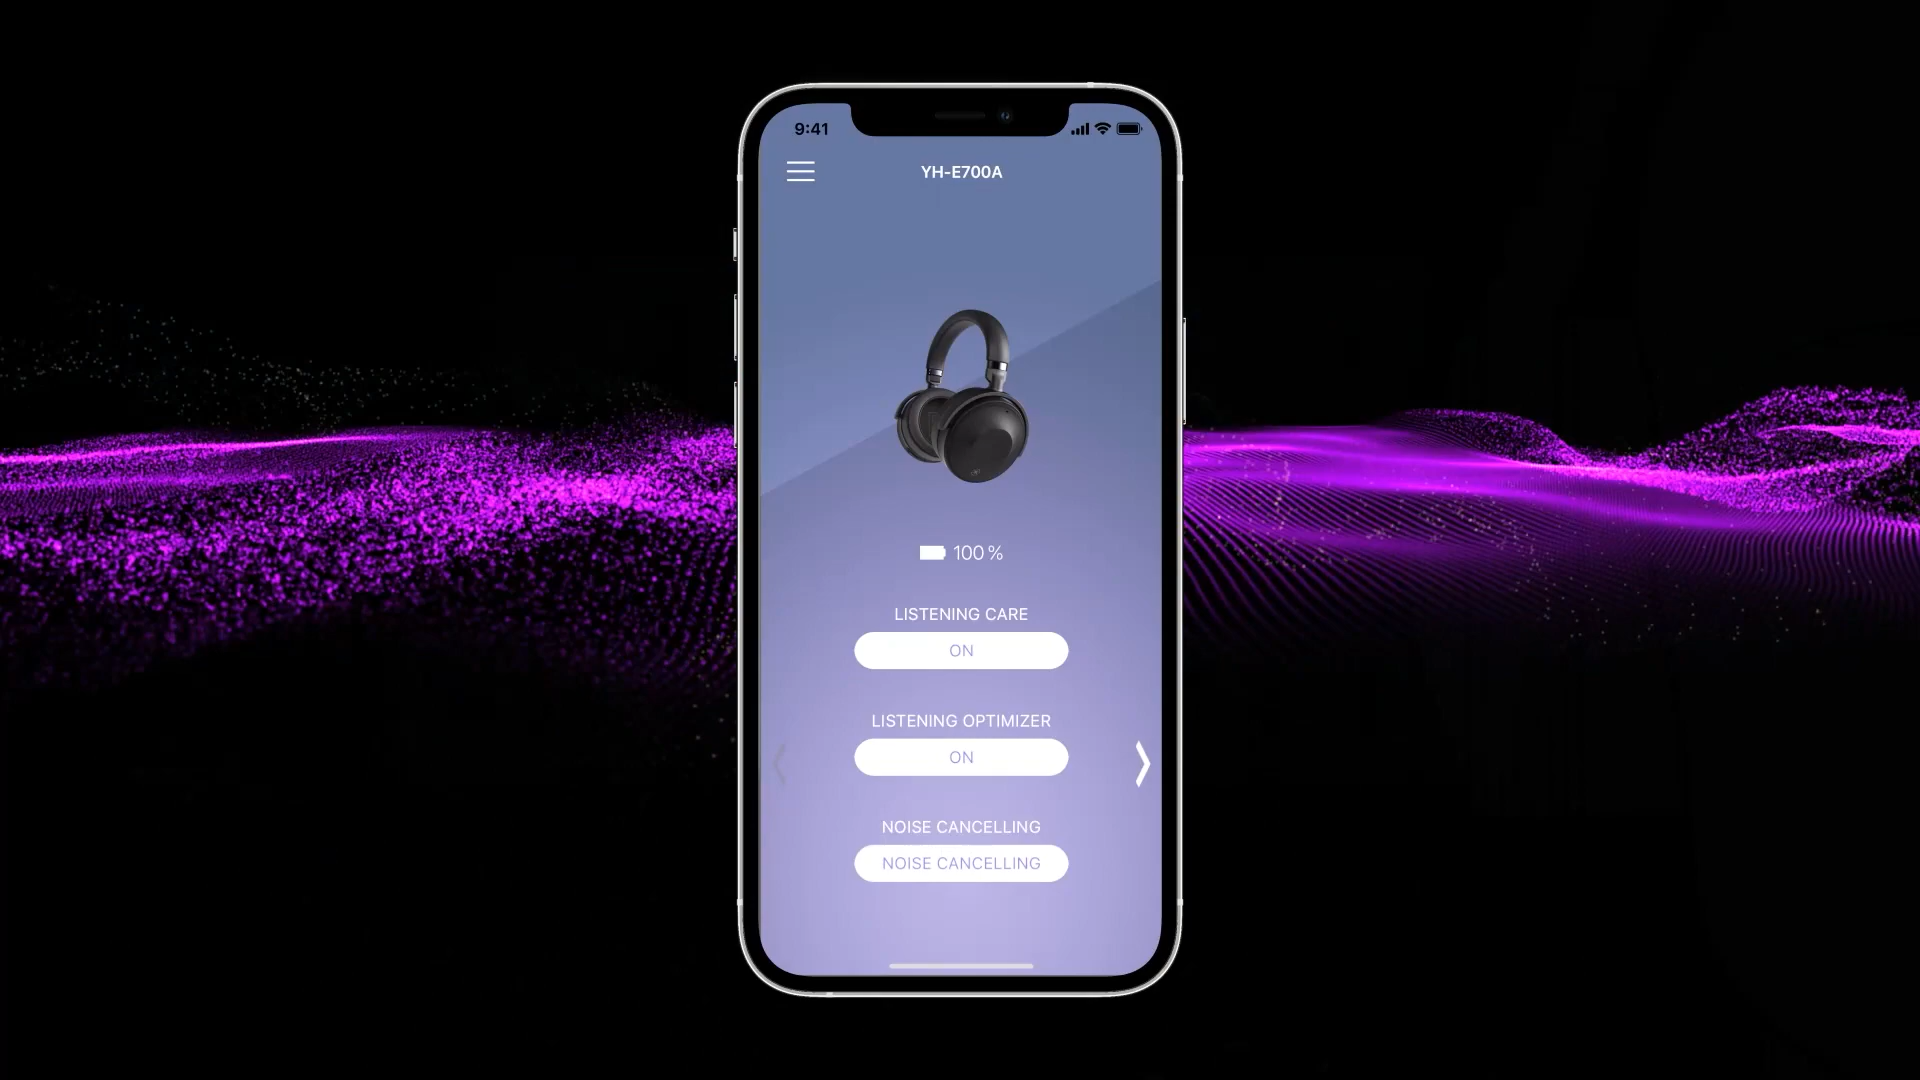 9:41
YH-E700A
100 %
LISTENING CARE
ON
LISTENING OPTIMIZER
ON
NOISE CANCELLING
NOISE CANCELLING